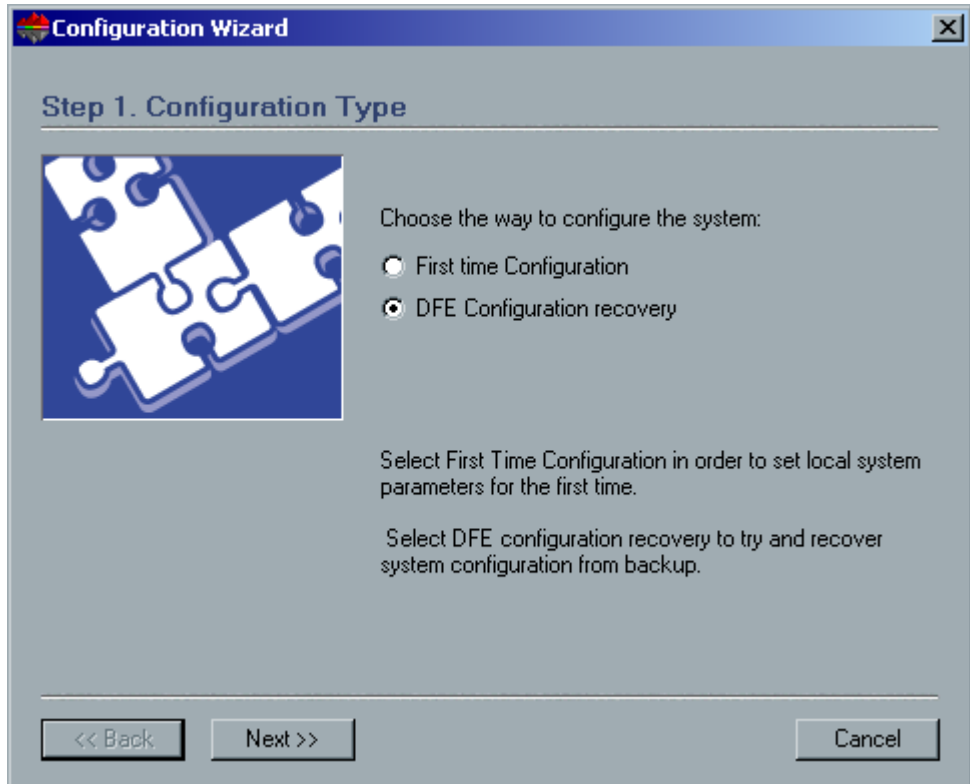 Configuration Wizard
Step 1. Configuration Type
Choose the way to configure the system:
First time Configuration
DFE Configuration recovery
Select First Time Configuration in order to set local system
parameters for the first time.
Select DFE configuration recovery to try and recover
system configuration from backup.
<< Back
Next >>
Cancel